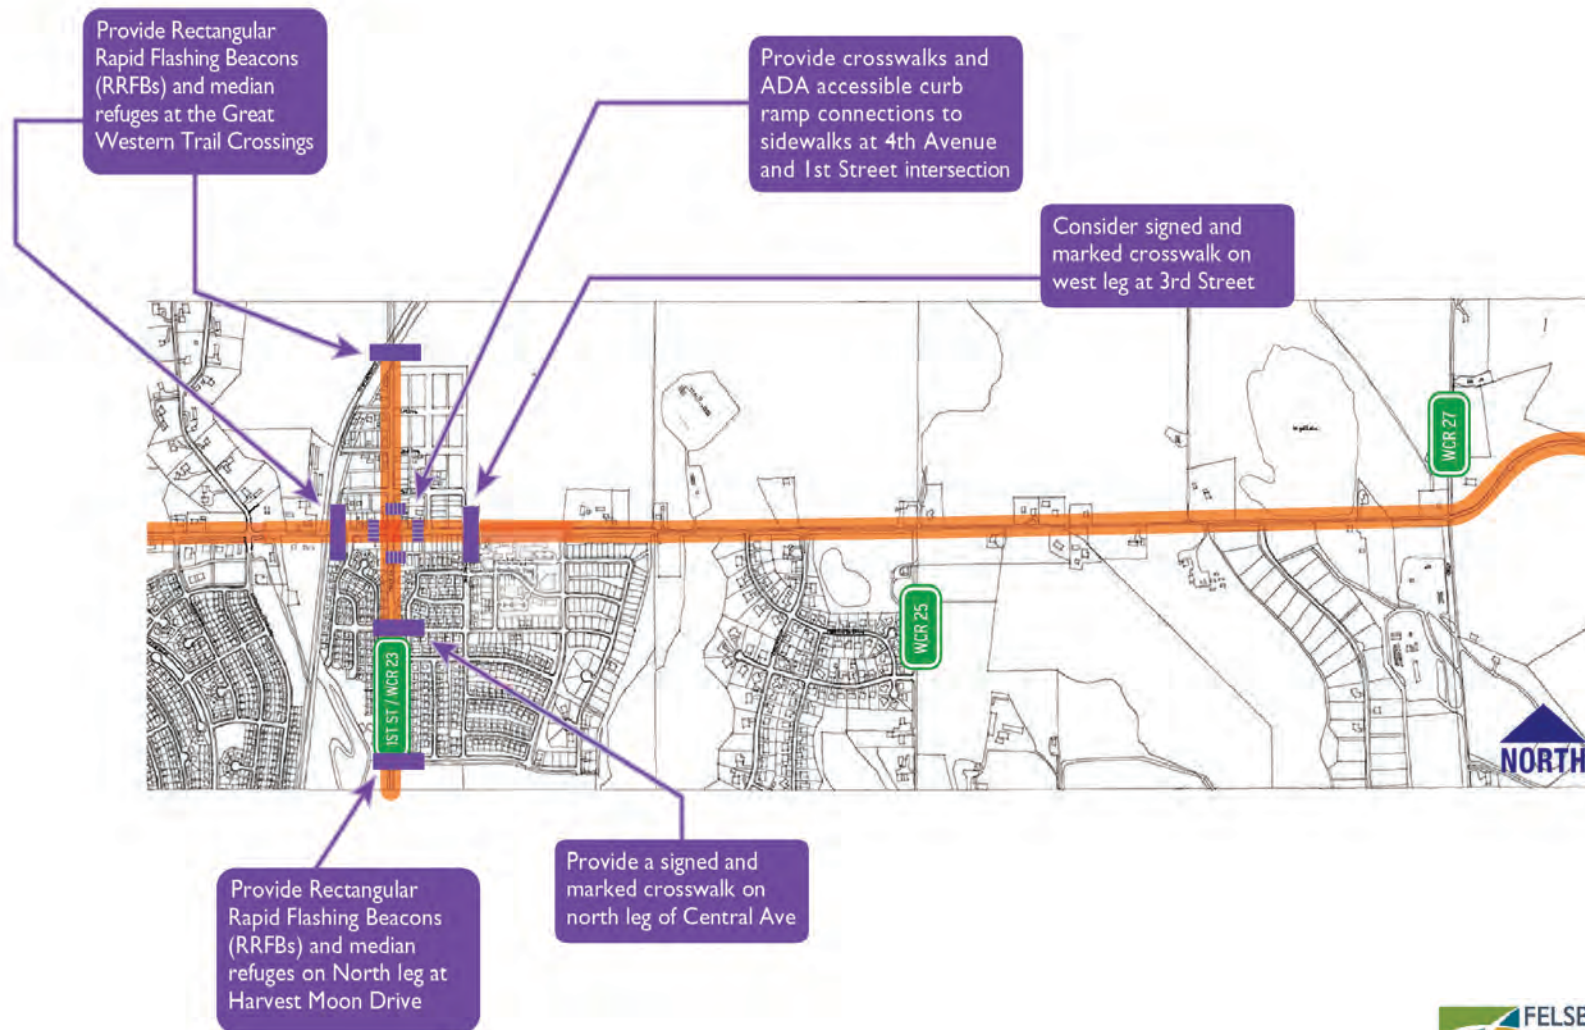 Provide Rectangular
Rapid Flashing Beacons
(RRFBs) and median
refuges at the Great
Western Trail Crossings
Provide crosswalks and
ADA accessible curb
ramp connections to
sidewalks at 4th Avenue
and 1st Street intersection
Consider signed and
marked crosswalk on
west leg at 3rd Street
WCR 27
WCR 25
1ST ST / WCR 23
NORTH
Provide a signed and
marked crosswalk on
north leg of Central Ave
Provide Rectangular
Rapid Flashing Beacons
(RRFBs) and median
refuges on North leg at
Harvest Moon Drive
FELSB